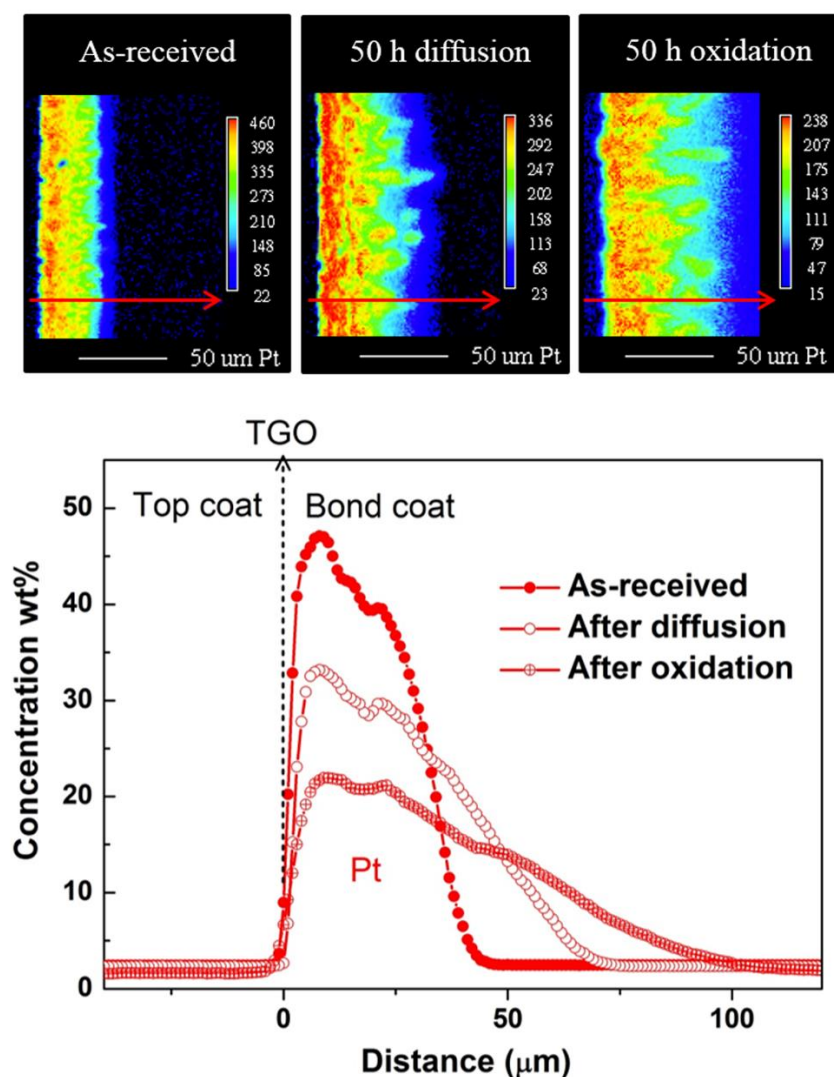 As-received
460
398
335
273
210
148
85
22
50 um Pt
50 h diffusion
336
292
247
202
158
113
68
23
50 um Pt
50 h oxidation
238
207
175
143
111
79
47
15
50 um Pt
TGO
Top coat
Bond coat
As-received
After diffusion
After oxidation
Pt
50
40
30
20
10
0
Concentration wt%
0
50
100
Distance (μm)